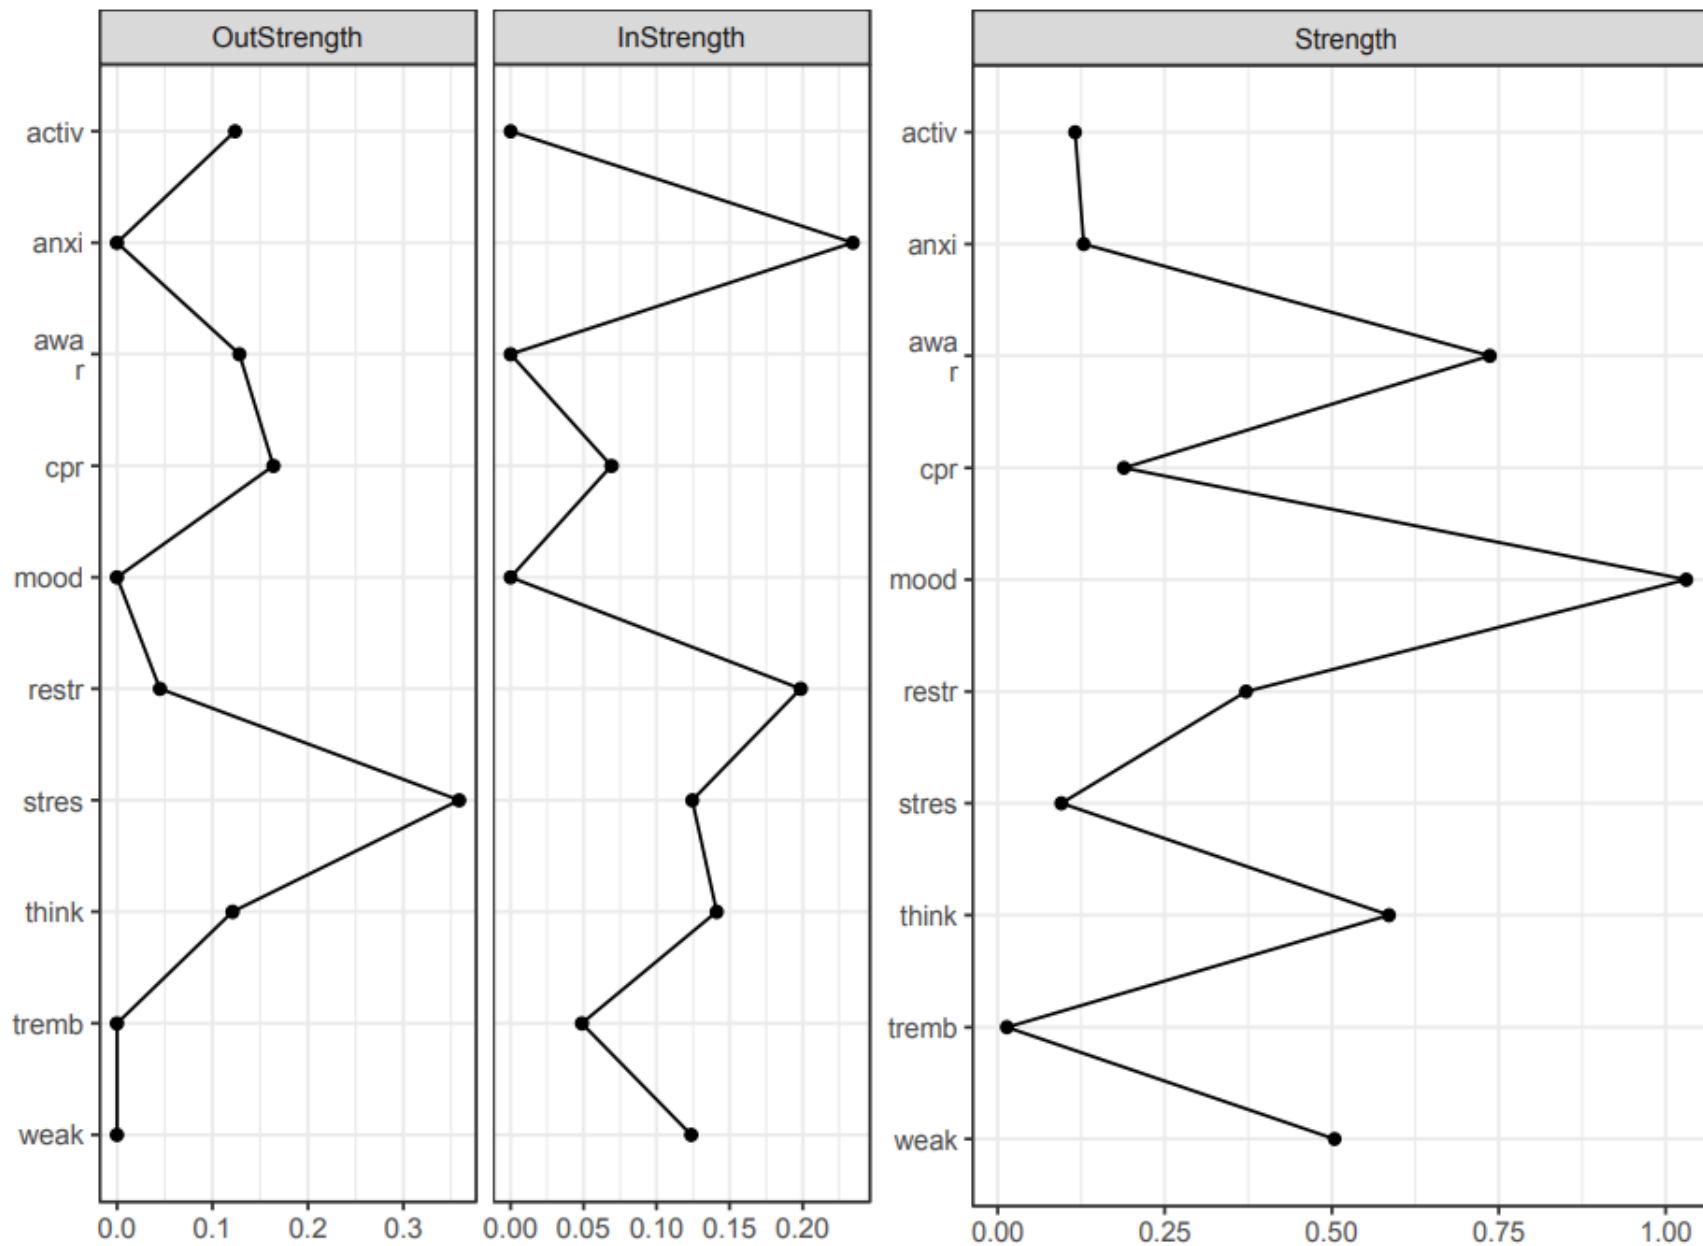 OutStrength
InStrength
Strength
activ
anxi
awa
r
cpr
mood
restr
stres
think
tremb
weak
0.0 0.1 0.2 0.3
0.00 0.05 0.10 0.15 0.20
activ
anxi
awa
r
cpr
mood
restr
stres
think
tremb
weak
0.00 0.25 0.50 0.75 1.00